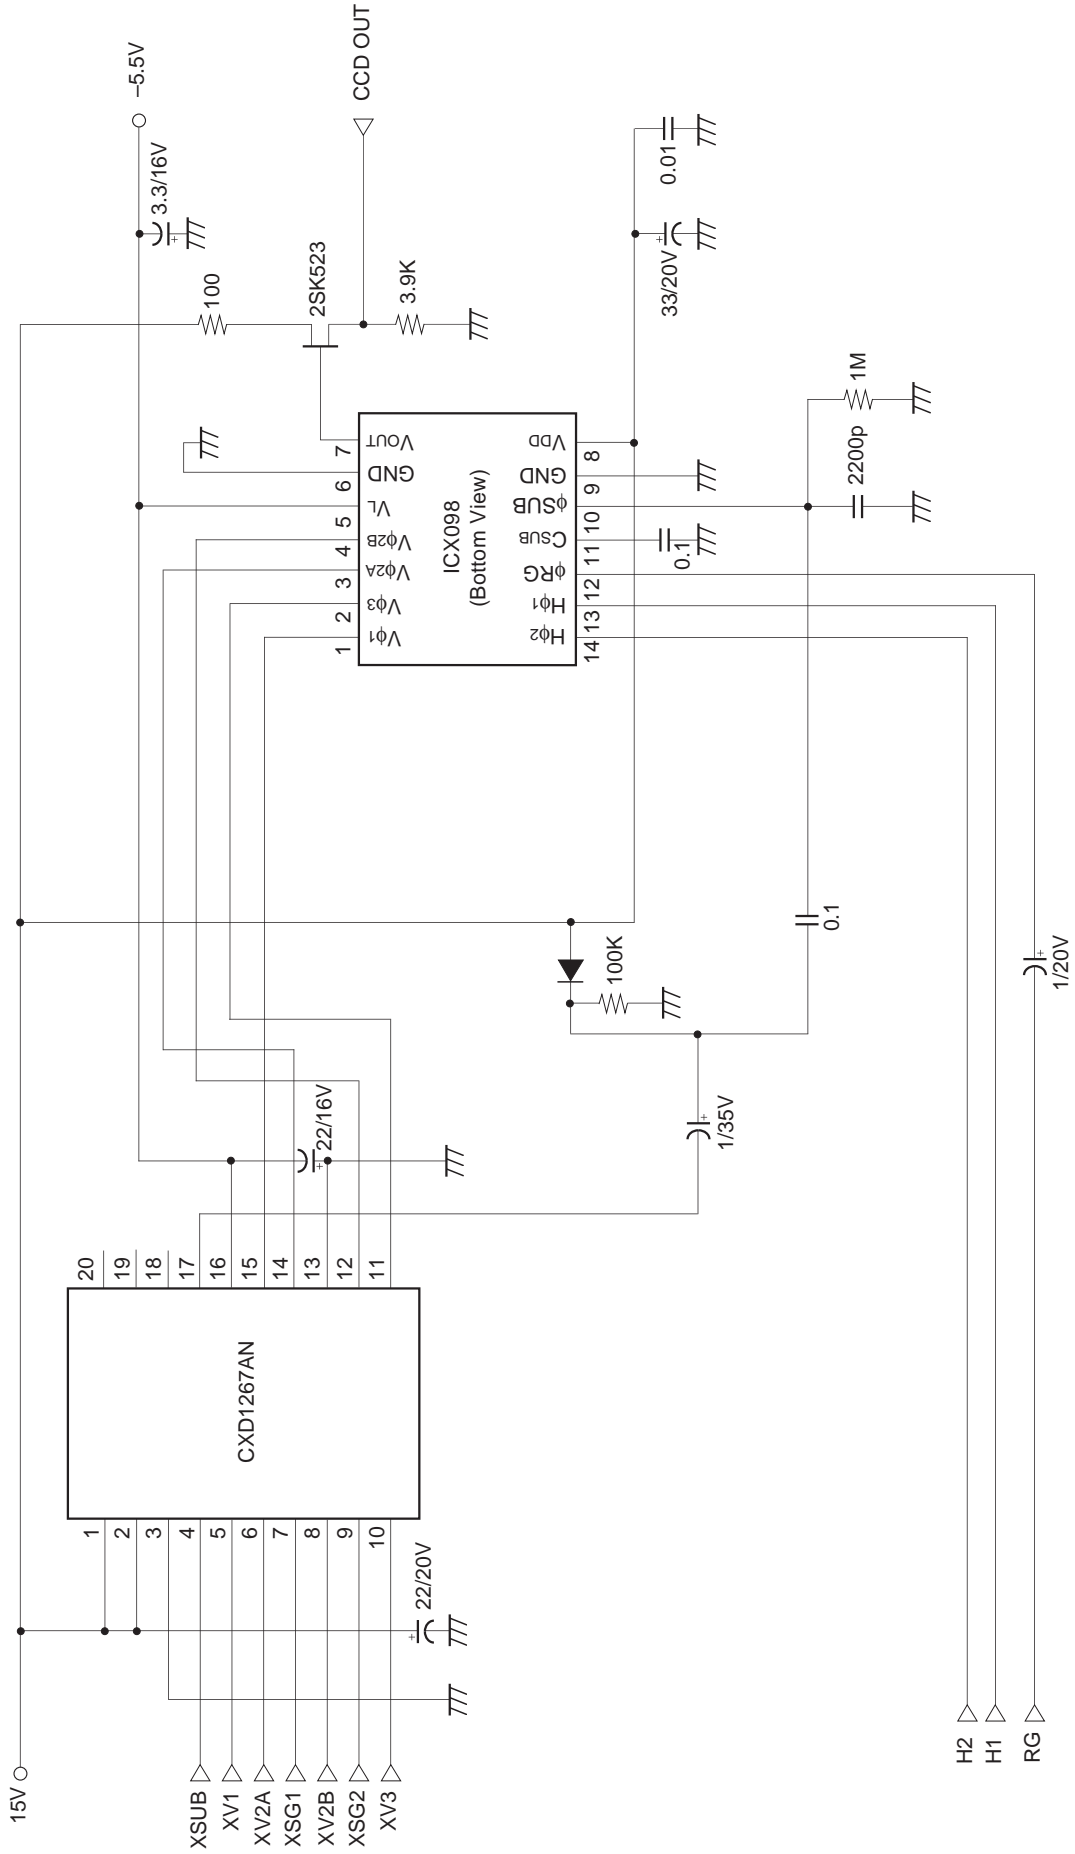 15V
XSUB
XV1
XV2A
XSG1
XV2B
XSG2
XV3
22/20V
1
2
3
4
5
6
7
8
9
10
CXD1267AN
20
19
18
17
16
15
14
13
12
11
22/16V
1/35V
100K
0.1
1/20V
H2
H1
RG
1
2
3
4
5
6
7
Vϕ1
Vϕ3
Vϕ2A
Vϕ2B
VL
GND
VOUT
ICX098
(Bottom View)
Hϕ2
Hϕ1
ϕRG
CSUB
ϕSUB
GND
VDD
14
13
12
11
10
9
8
0.1
2200p
1M
33/20V
0.01
100
2SK523
3.9K
3.3/16V
–5.5V
CCD OUT